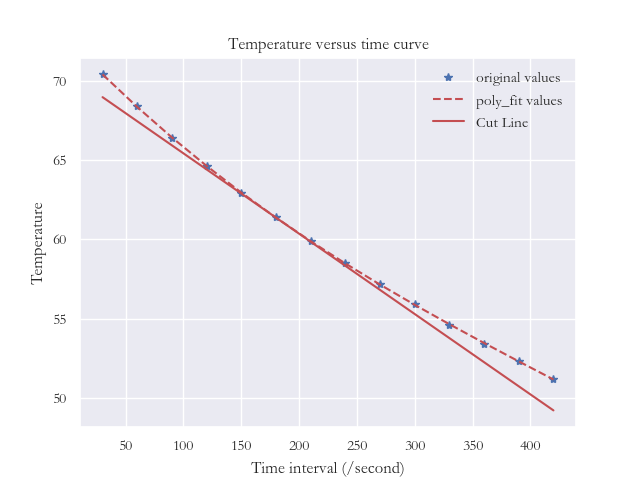 Temperature versus time curve
original values
poly_fit values
Cut Line
70
65
60
55
50
Temperature
50 100 150 200 250 300 350 400
Time interval (/second)